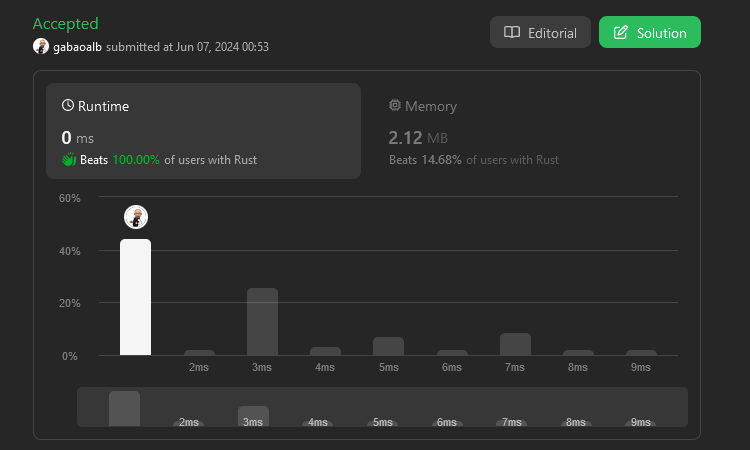 Accepted
Editorial
Solution
gabaoalb submitted at Jun 07, 2024 00:53
Runtime
0 ms
Beats 100.00% of users with Rust
Memory
2.12 MB
Beats 14.68% of users with Rust
60%
40%
20%
0%
2ms 3ms 4ms 5ms 6ms 7ms 8ms 9ms
2ms 3ms 4ms 5ms 6ms 7ms 8ms 9ms